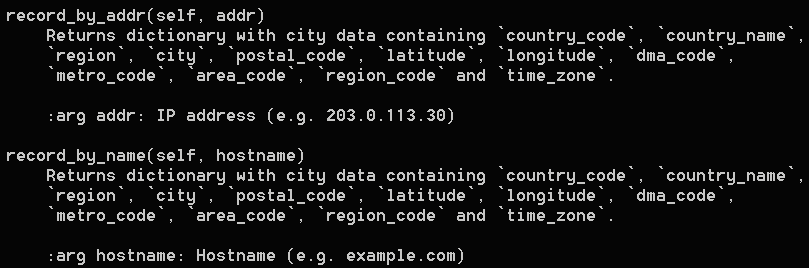 record_by_addr(self, addr)
    Returns dictionary with city data containing `country_code`, `country_name`,
    `region`, `city`, `postal_code`, `latitude`, `longitude`, `dma_code`,
    `metro_code`, `area_code`, `region_code` and `time_zone`.

    :arg addr: IP address (e.g. 203.0.113.30)

record_by_name(self, hostname)
    Returns dictionary with city data containing `country_code`, `country_name`,
    `region`, `city`, `postal_code`, `latitude`, `longitude`, `dma_code`,
    `metro_code`, `area_code`, `region_code` and `time_zone`.

    :arg hostname: Hostname (e.g. example.com)